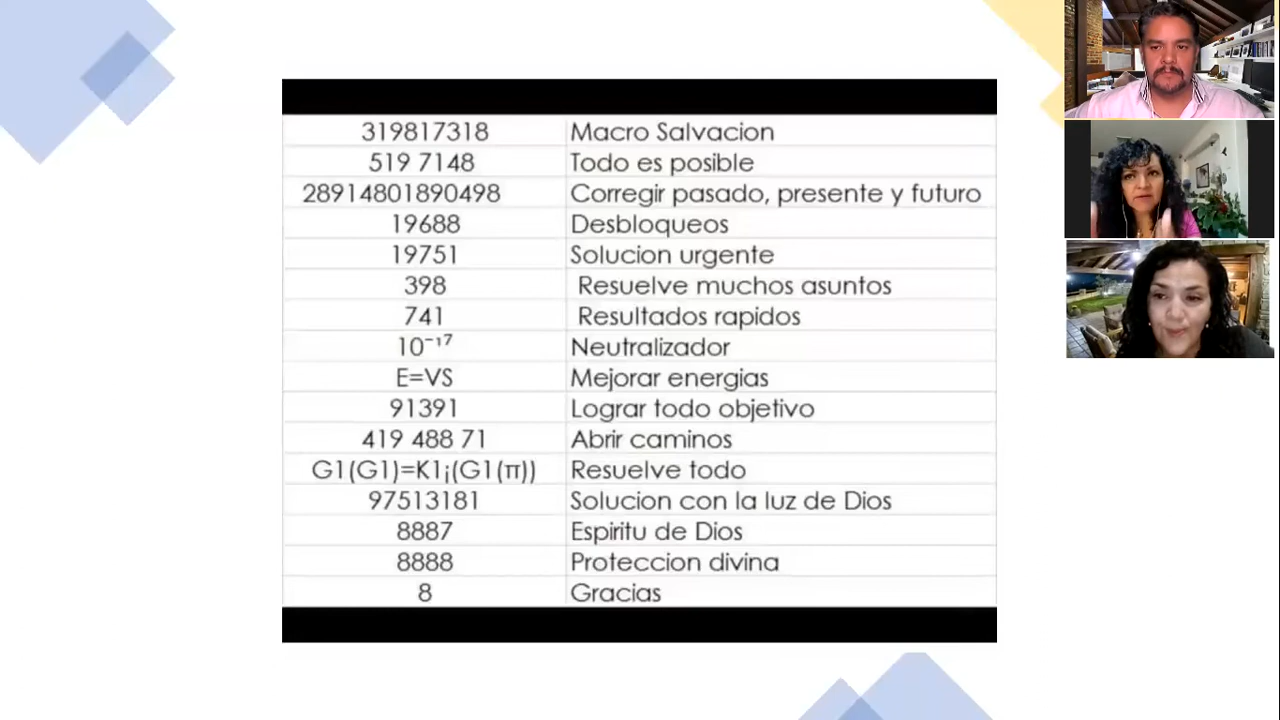 319817318 Macro Salvacion
519 7148 Todo es posible
28914801890498 Corregir pasado, presente y futuro
19688 Desbloqueos
19751 Solucion urgente
398 Resuelve muchos asuntos
741 Resultados rapidos
10⁻¹⁷ Neutralizador
E=VS Mejorar energias
91391 Lograr todo objetivo
419 488 71 Abrir caminos
G1(G1)=K1¡(G1(π)) Resuelve todo
97513181 Solucion con la luz de Dios
8887 Espiritu de Dios
8888 Proteccion divina
8 Gracias